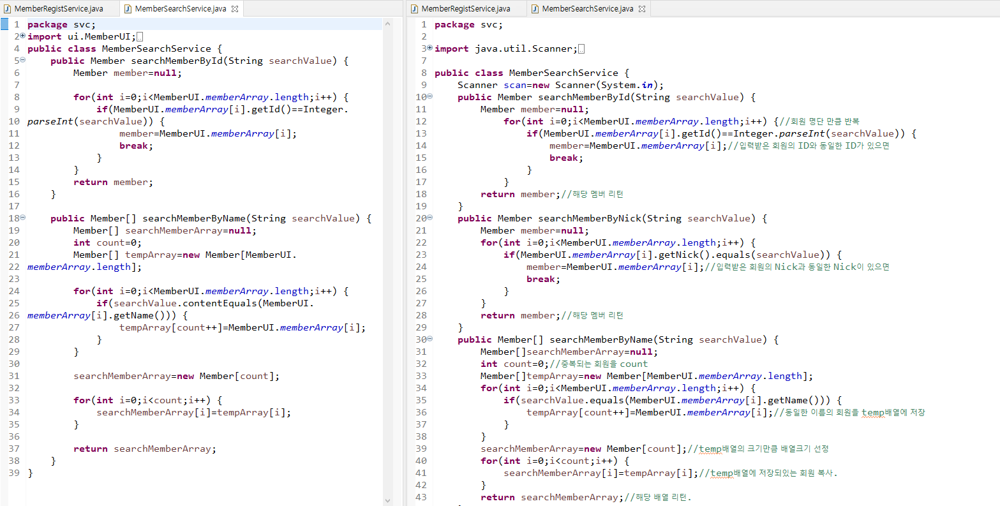 MemberRegistService.java MemberSearchService.java
1 package svc;
2 import ui.MemberUI;
4 public class MemberSearchService {
5 public Member searchMemberById(String searchValue) {
6 Member member=null;
7
8 for(int i=0;i<MemberUI.memberArray.length;i++) {
9 if(MemberUI.memberArray[i].getId()==Integer.
10 parseInt(searchValue)) {
11 member=MemberUI.memberArray[i];
12 break;
13 }
14 }
15 return member;
16 }
17
18 public Member[] searchMemberByName(String searchValue) {
19 Member[] searchMemberArray=null;
20 int count=0;
21 Member[] tempArray=new Member[MemberUI.
22 memberArray.length];
23
24 for(int i=0;i<MemberUI.memberArray.length;i++) {
25 if(searchValue.contentEquals(MemberUI.
26 memberArray[i].getName())) {
27 tempArray[count++]=MemberUI.memberArray[i];
28 }
29 }
30
31 searchMemberArray=new Member[count];
32
33 for(int i=0;i<count;i++) {
34 searchMemberArray[i]=tempArray[i];
35 }
36
37 return searchMemberArray;
38 }
39 }
MemberRegistService.java MemberSearchService.java
1 package svc;
2
3 import java.util.Scanner;
7
8 public class MemberSearchService {
9 Scanner scan=new Scanner(System.in);
10 public Member searchMemberById(String searchValue) {
11 Member member=null;
12 for(int i=0;i<MemberUI.memberArray.length;i++) {//회원 명단 만큼 반복
13 if(MemberUI.memberArray[i].getId()==Integer.parseInt(searchValue)) {
14 member=MemberUI.memberArray[i];//입력받은 회원의 ID와 동일한 ID가 있으면
15 break;
16 }
17 }
18 return member;//해당 멤버 리턴
19 }
20 public Member searchMemberByNick(String searchValue) {
21 Member member=null;
22 for(int i=0;i<MemberUI.memberArray.length;i++) {
23 if(MemberUI.memberArray[i].getNick().equals(searchValue)) {
24 member=MemberUI.memberArray[i];//입력받은 회원의 Nick과 동일한 Nick이 있으면
25 break;
26 }
27 }
28 return member;//해당 멤버 리턴
29 }
30 public Member[] searchMemberByName(String searchValue) {
31 Member[]searchMemberArray=null;
32 int count=0;//중복되는 회원을 count
33 Member[]tempArray=new Member[MemberUI.memberArray.length];
34 for(int i=0;i<MemberUI.memberArray.length;i++) {
35 if(searchValue.equals(MemberUI.memberArray[i].getName())) {
36 tempArray[count++]=MemberUI.memberArray[i];//동일한 이름의 회원을 temp배열에 저장
37 }
38 }
39 searchMemberArray=new Member[count];//temp배열의 크기만큼 배열크기 선정
40 for(int i=0;i<count;i++) {
41 searchMemberArray[i]=tempArray[i];//temp배열에 저장되있는 회원 복사.
42 }
43 return searchMemberArray;//해당 배열 리턴.